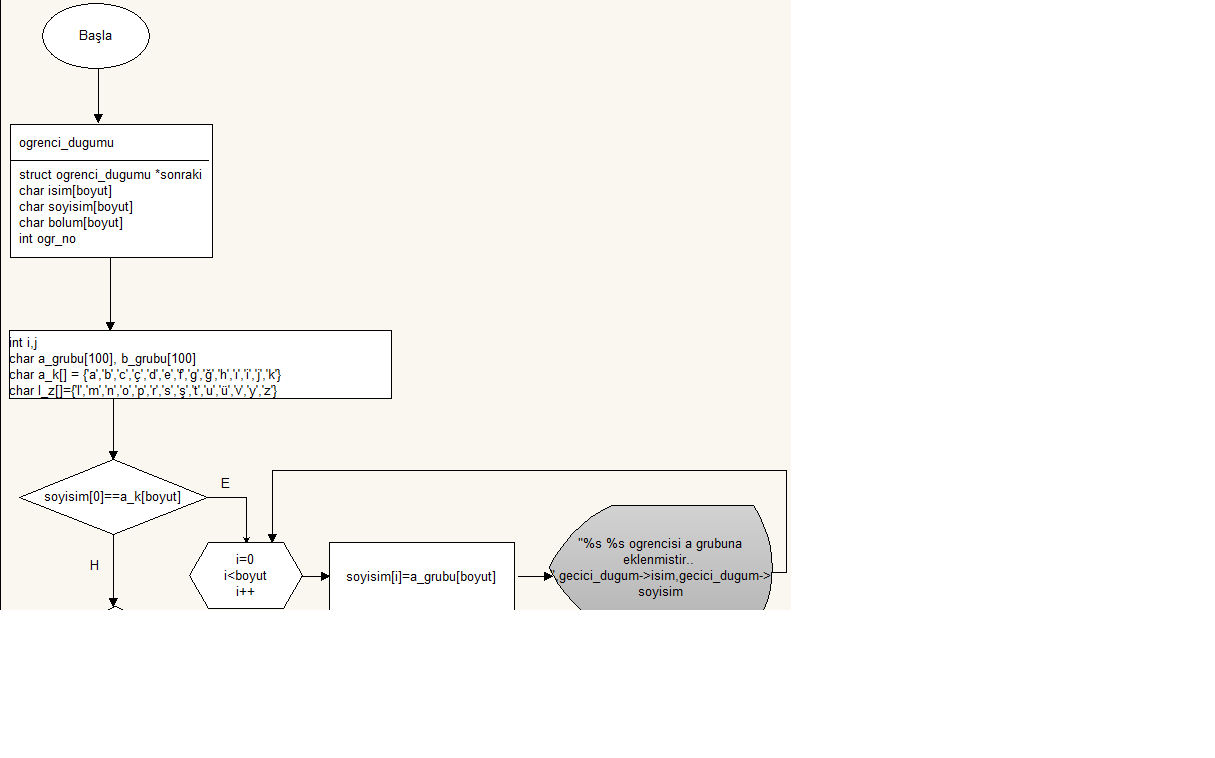 Başla
ogrenci_dugumu
struct ogrenci_dugumu *sonraki
char isim[boyut]
char soyisim[boyut]
char bolum[boyut]
int ogr_no
int i,j
char a_grubu[100], b_grubu[100]
char a_k[] = {'a','b','c','ç','d','e','f','g','ğ','h','ı','i','j','k'}
char l_z[]={'l','m','n','o','p','r','s','ş','t','u','ü','v','y','z'}
soyisim[0]==a_k[boyut]
E
H
i=0
i<boyut
i++
soyisim[i]=a_grubu[boyut]
"%s %s ogrencisi a grubuna
eklenmistir..
",gecici_dugum->isim,gecici_dugum->
soyisim